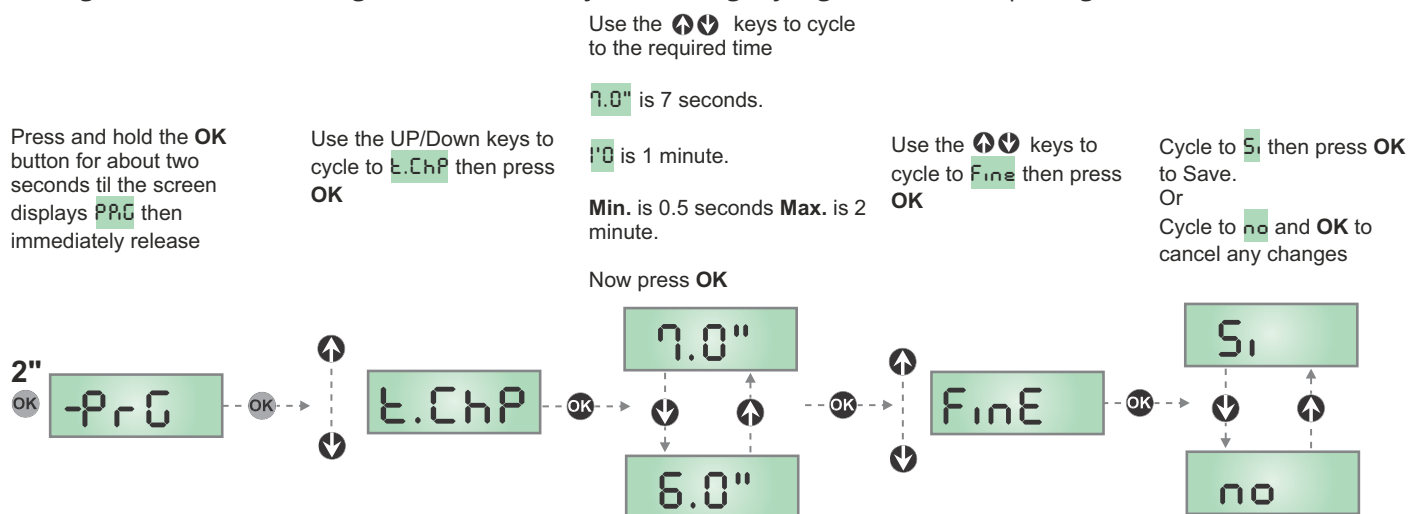 Use the keys to cycle
to the required time
7.0" is 7 seconds.
1'0 is 1 minute.
Min. is 0.5 seconds Max. is 2
minute.
Now press OK
Press and hold the OK
button for about two
seconds til the screen
displays PRG then
immediately release
Use the UP/Down keys to
cycle to t.ChP then press
OK
Use the keys to
cycle to Fine then press
OK
Cycle to Si then press OK
to Save.
Or
Cycle to no and OK to
cancel any changes
2"
OK
-PrG
OK
t.ChP
OK
7.0"
6.0"
OK
FinE
OK
Si
no